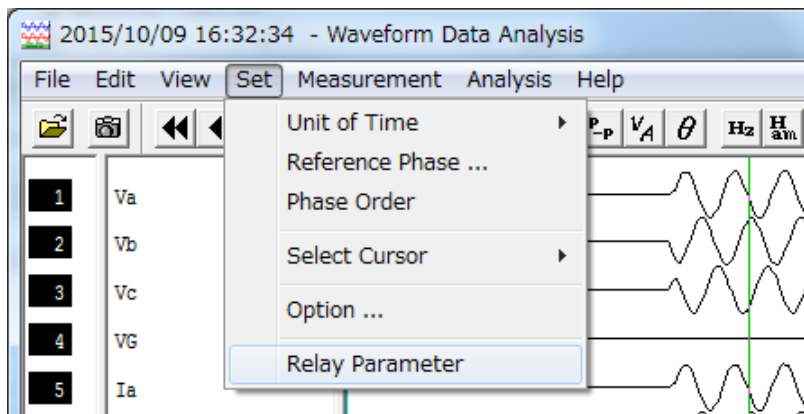 2015/10/09 16:32:34 - Waveform Data Analysis
File Edit View Set Measurement Analysis Help
P-P V/A θ Hz Ham
Unit of Time
Reference Phase ...
Phase Order
Select Cursor
Option ...
Relay Parameter
1 Va
2 Vb
3 Vc
4 VG
5 Ia